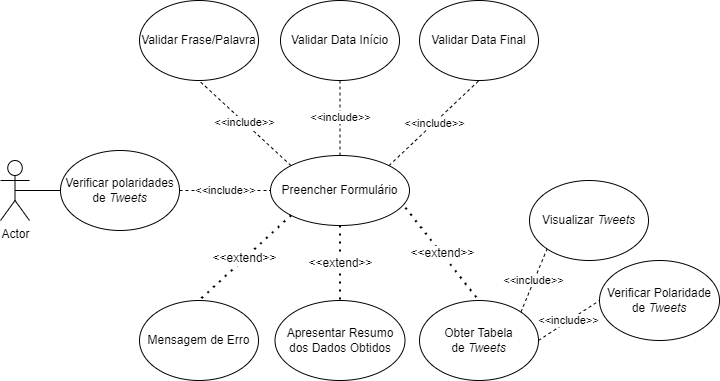 Validar Frase/Palavra
Validar Data Início
Validar Data Final
<<include>>
<<include>>
<<include>>
Verificar polaridades
de Tweets
<<include>>
Preencher Formulário
Actor
Visualizar Tweets
<<extend>>
<<extend>>
<<extend>>
<<include>>
Verificar Polaridade
de Tweets
<<include>>
Mensagem de Erro
Apresentar Resumo
dos Dados Obtidos
Obter Tabela
de Tweets